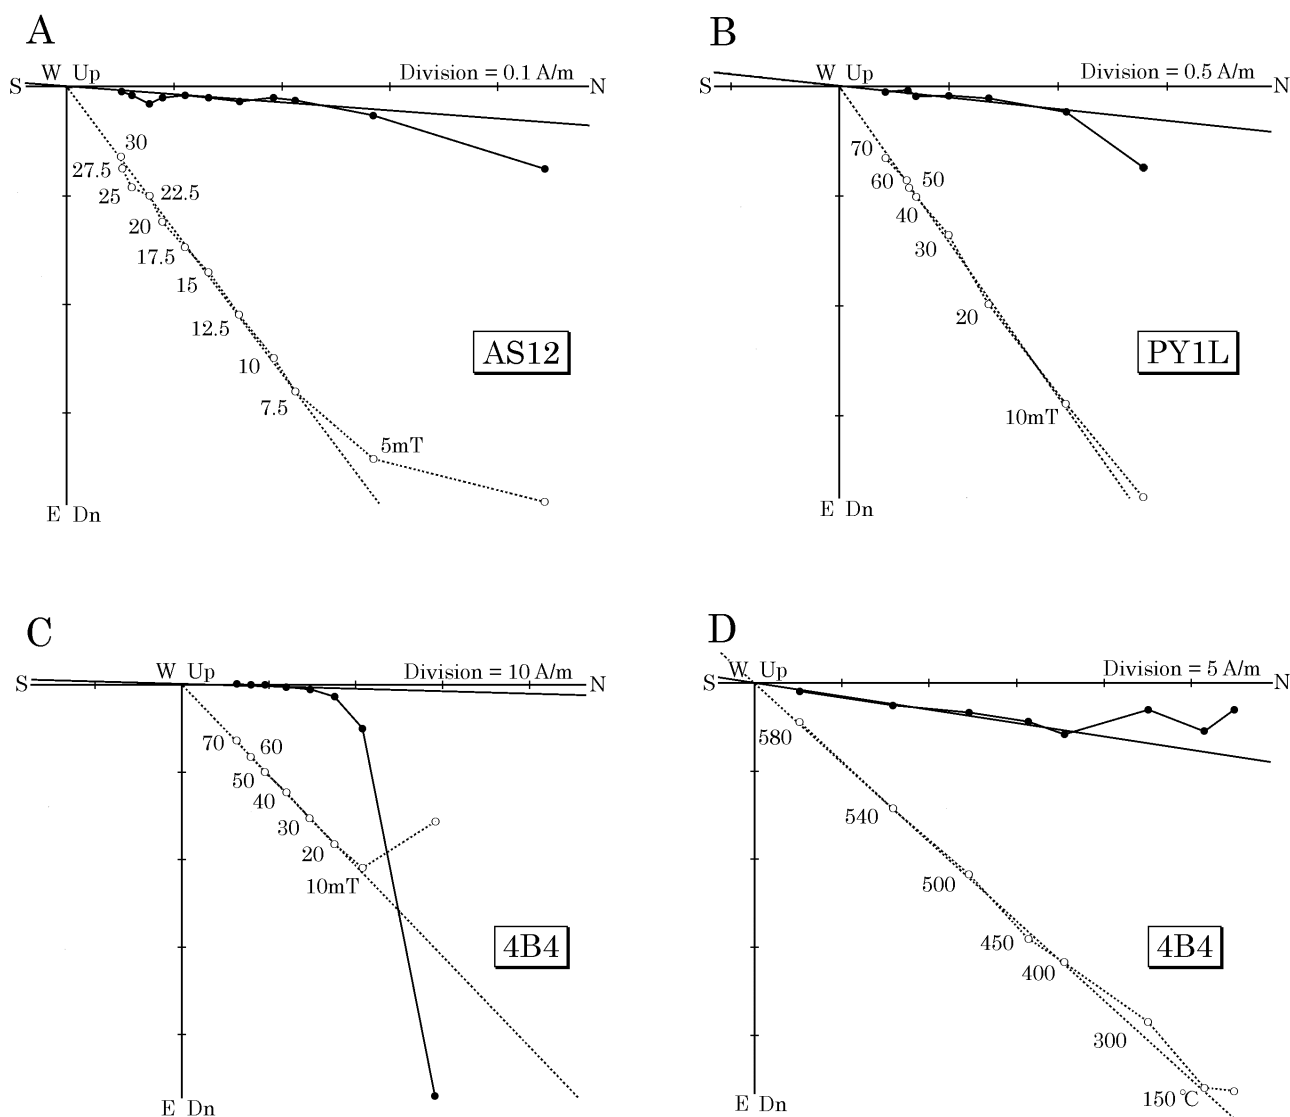 A
W Up
Division = 0.1 A/m
S
N
30
27.5
25
22.5
20
17.5
15
12.5
10
7.5
5mT
AS12
E Dn
B
W Up
Division = 0.5 A/m
S
N
70
60
50
40
30
20
10mT
PY1L
E Dn
C
W Up
Division = 10 A/m
S
N
70
60
50
40
30
20
10mT
4B4
E Dn
D
W Up
Division = 5 A/m
S
N
580
540
500
450
400
300
150°C
4B4
E Dn